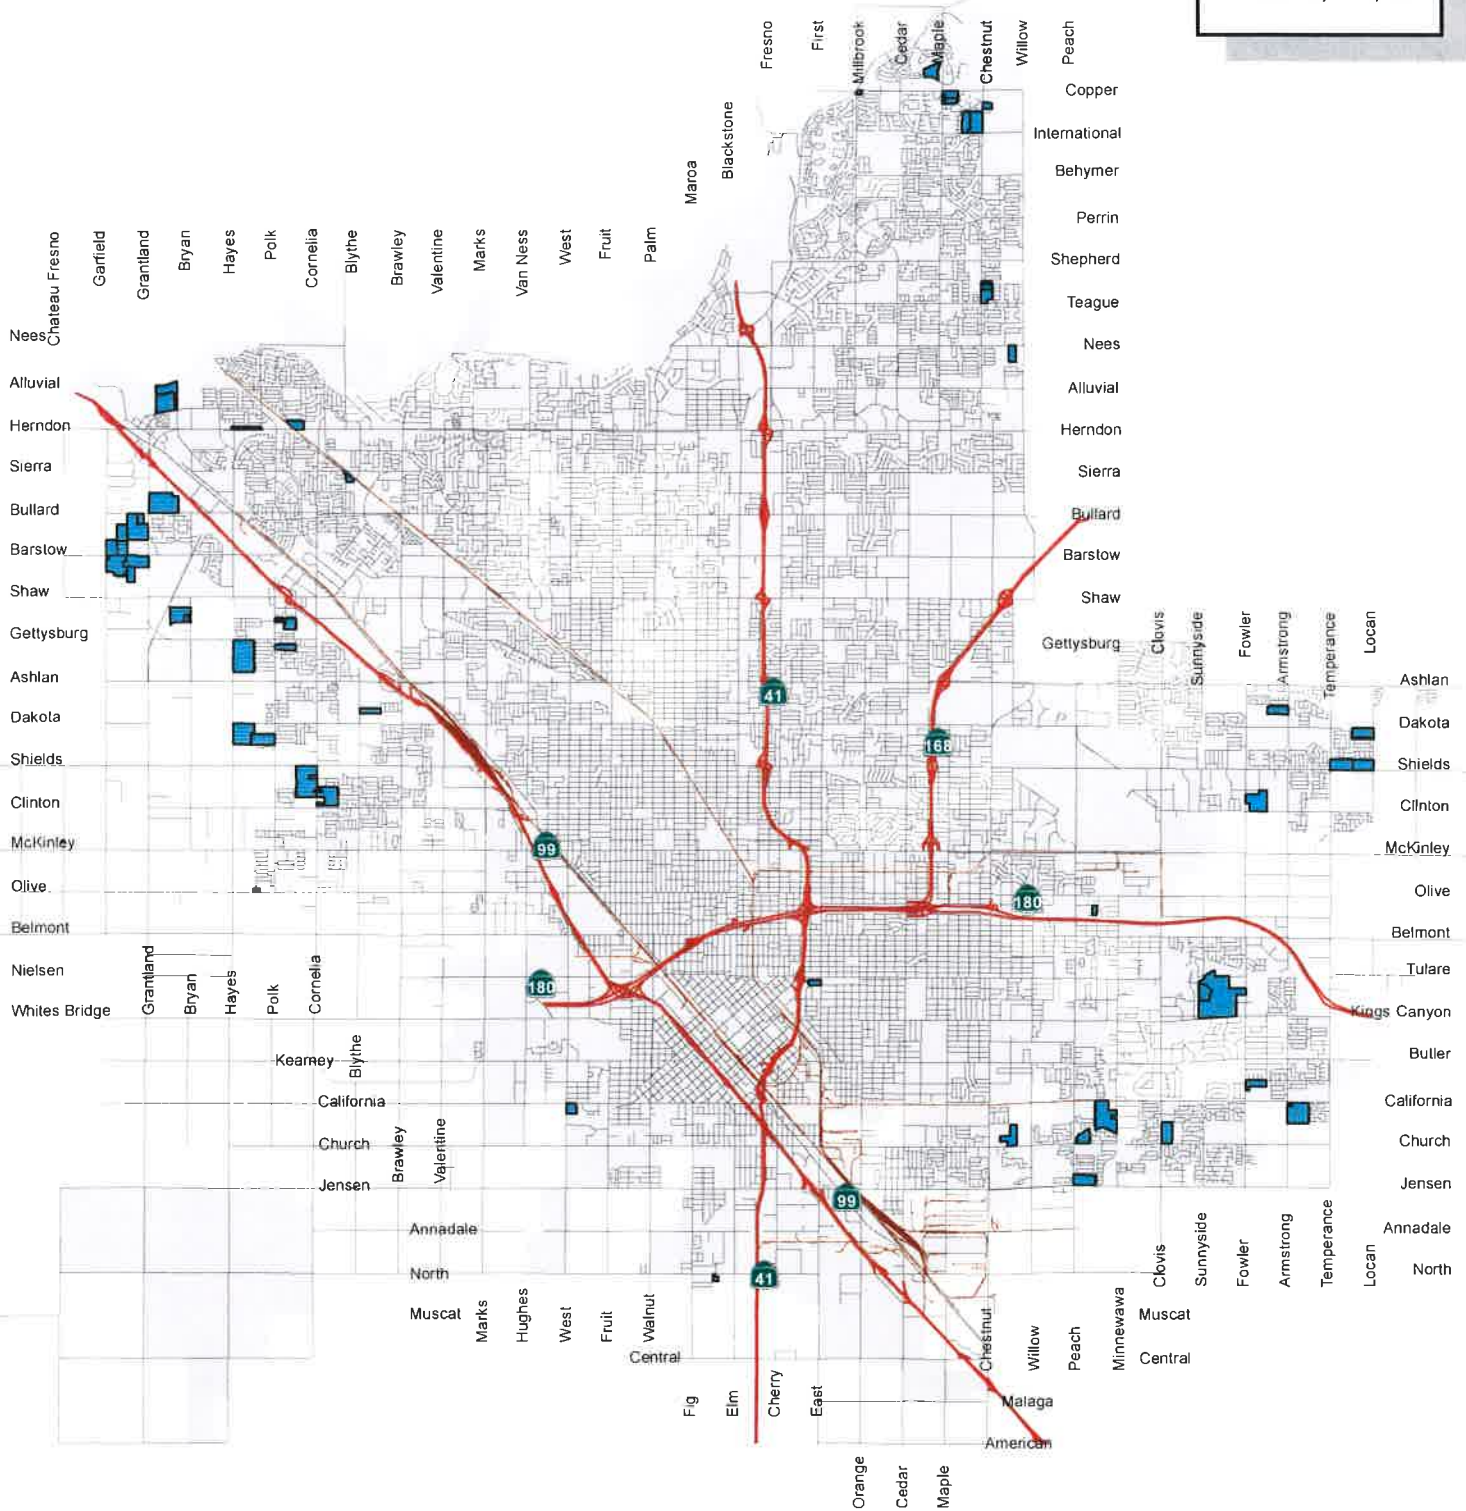 Fresno
First
Millbrook
Cedar
Maple
Chestnut
Willow
Peach
Copper
International
Behymer
Perrin
Shepherd
Teague
Nees
Alluvial
Herndon
Sierra
Bullard
Barstow
Shaw
Gettysburg
Maroa
Blackstone
Chateau Fresno
Garfield
Grantland
Bryan
Hayes
Polk
Cornelia
Blythe
Brawley
Valentine
Marks
Van Ness
West
Fruit
Palm
Nees
Alluvial
Herndon
Sierra
Bullard
Barstow
Shaw
Gettysburg
Ashlan
Dakota
Shields
Clinton
McKinley
Olive
Belmont
Nielsen
Whites Bridge
Clovis
Sunnyside
Fowler
Armstrong
Temperance
Locan
Ashlan
Dakota
Shields
Clinton
McKinley
Olive
Belmont
Tulare
Kings Canyon
Butler
California
Church
Jensen
Annadale
North
41
168
99
180
180
99
41
Grantland
Bryan
Hayes
Polk
Cornelia
Kearney
Blythe
California
Church
Brawley
Valentine
Jensen
Annadale
North
Muscat
Marks
Hughes
West
Fruit
Walnut
Central
Fig
Elm
Cherry
East
Orange
Cedar
Maple
Chestnut
Willow
Peach
Minnewawa
Clovis
Sunnyside
Fowler
Armstrong
Temperance
Locan
Muscat
Central
Malaga
American